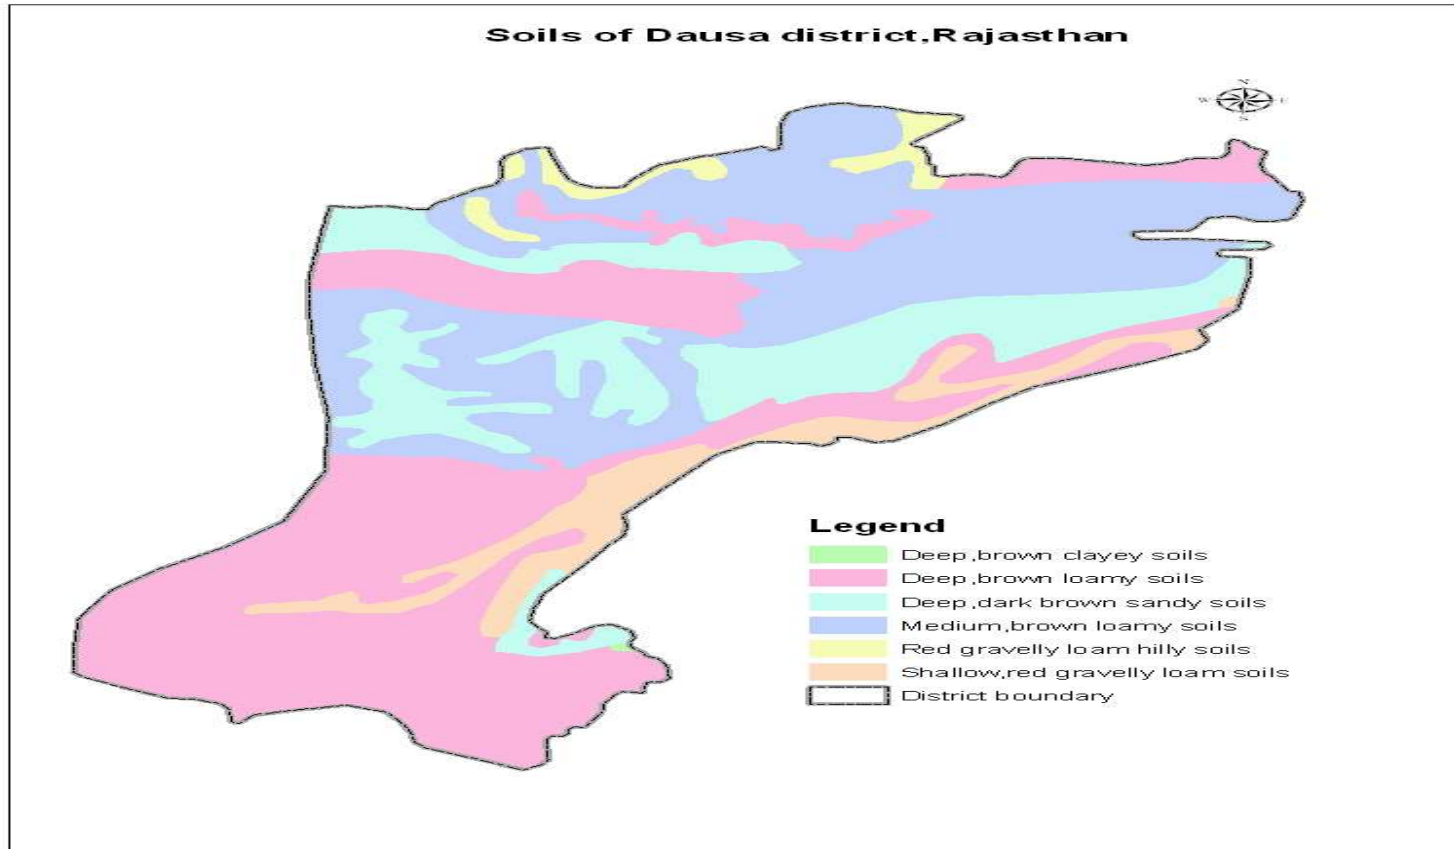 Soils of Dausa district,Rajasthan
N
W E
S
Legend
Deep,brown clayey soils
Deep,brown loamy soils
Deep,dark brown sandy soils
Medium,brown loamy soils
Red gravelly loam hilly soils
Shallow,red gravelly loam soils
District boundary